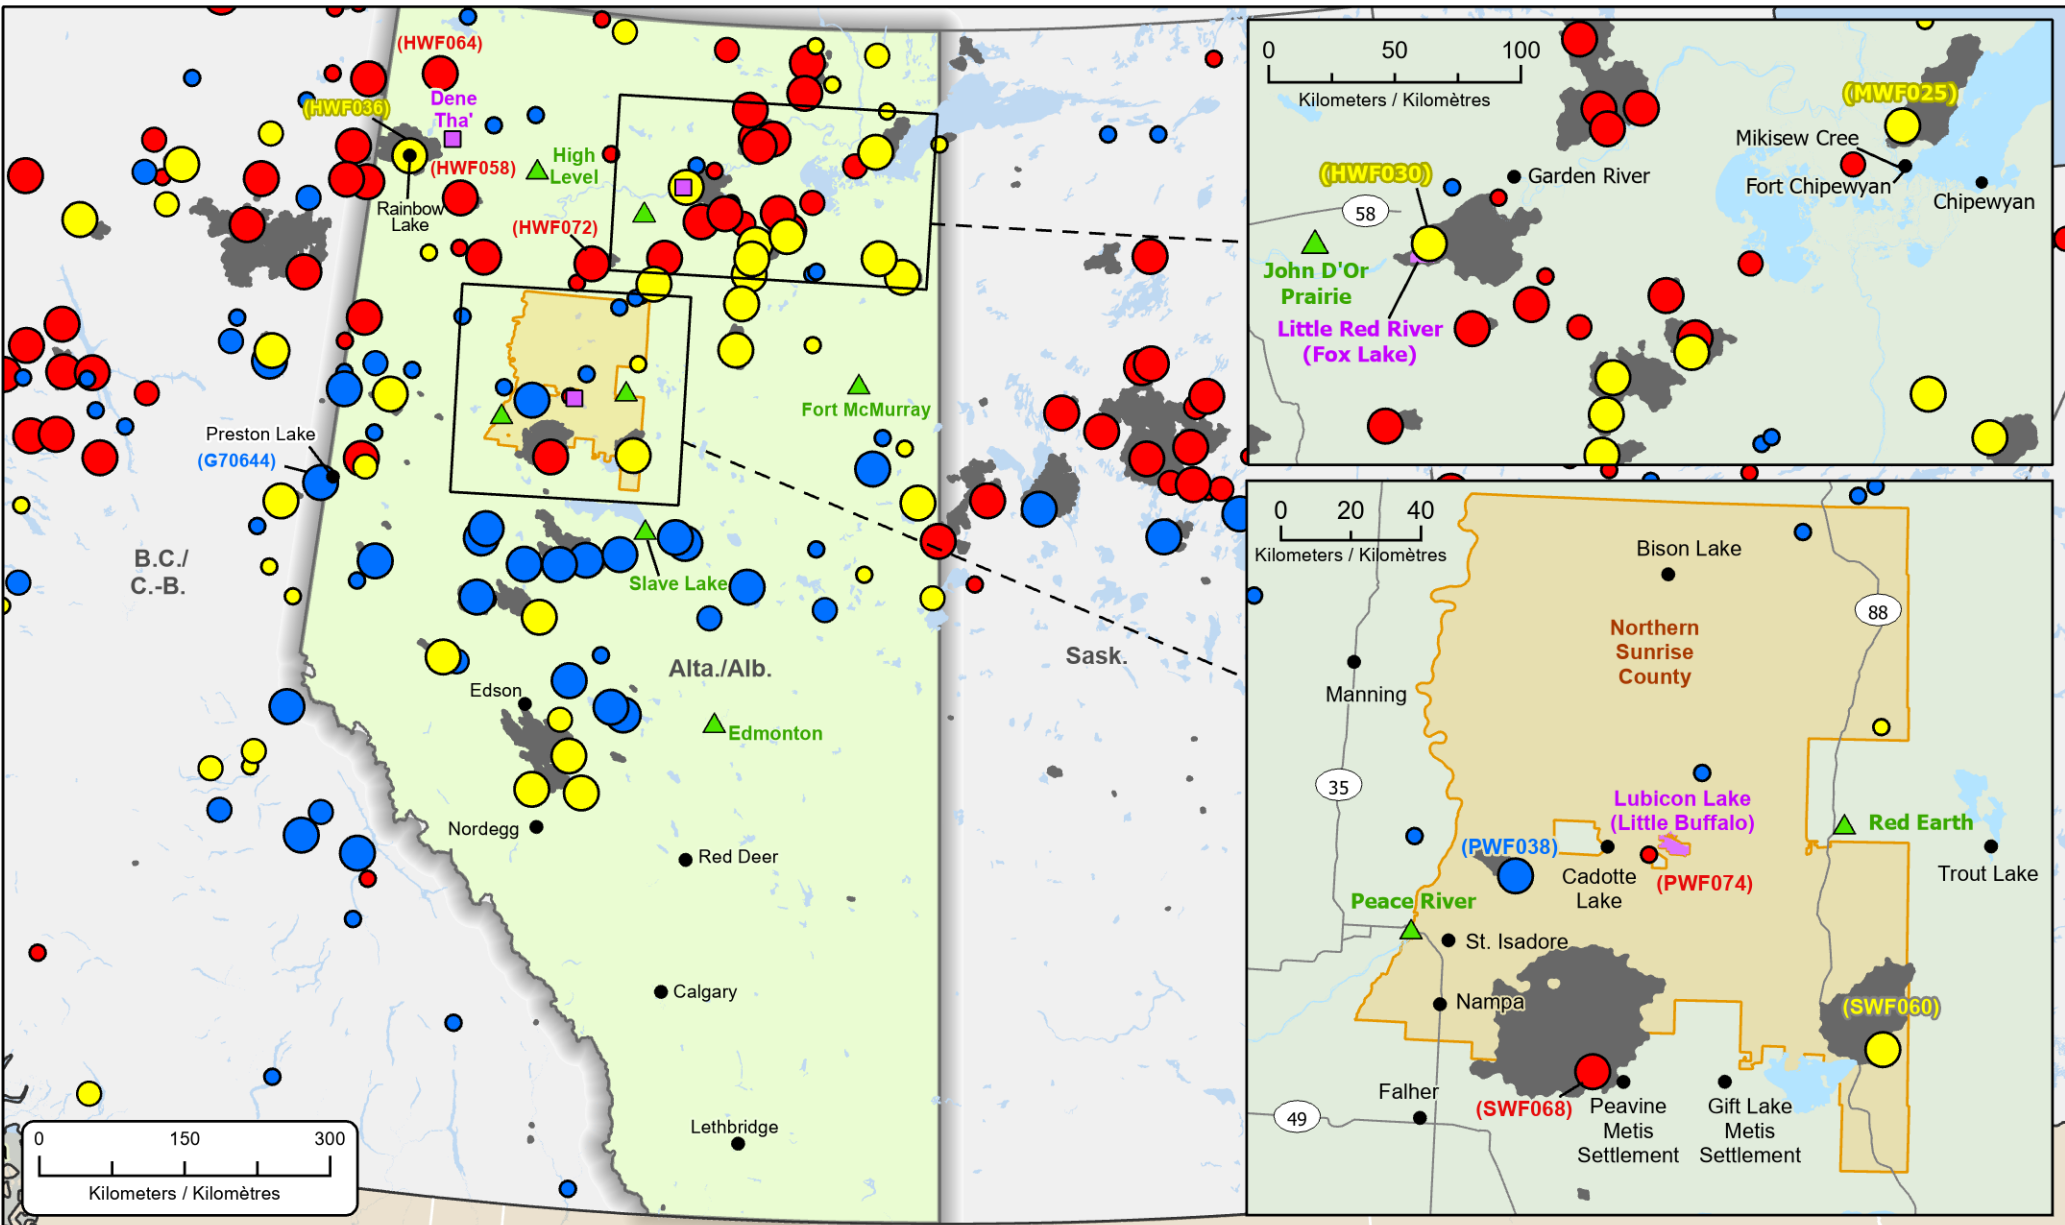 (HWF064)
(HWF036)
Dene
Tha'
(HWF058)
High
Level
Rainbow
Lake
(HWF072)
Preston Lake
(G70644)
Fort McMurray
B.C./
C.-B.
Slave Lake
Sask.
Alta./Alb.
Edson
Edmonton
Nordegg
Red Deer
Calgary
Lethbridge
0 150 300
Kilometers / Kilomètres
0 50 100
Kilometers / Kilomètres
(MWF025)
Mikisew Cree
Fort Chipewyan
Chipewyan
(HWF030)
Garden River
58
John D'Or
Prairie
Little Red River
(Fox Lake)
0 20 40
Kilometers / Kilomètres
Bison Lake
88
Northern
Sunrise
County
Manning
35
Lubicon Lake
(Little Buffalo)
Red Earth
(PWF038)
Cadotte
Lake
(PWF074)
Trout Lake
Peace River
St. Isadore
Nampa
(SWF060)
Falher
(SWF068)
49
Peavine
Metis
Settlement
Gift Lake
Metis
Settlement